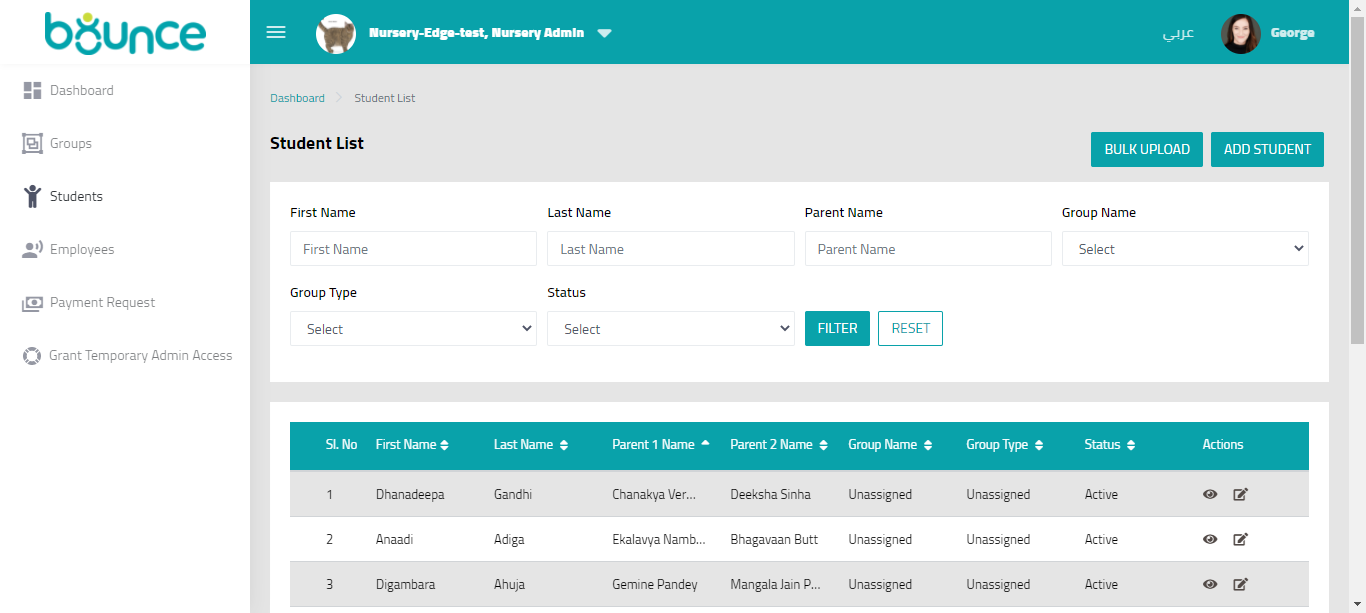 bounce
Nursery-Edge-test, Nursery Admin
عربي
George
Dashboard
Groups
Students
Employees
Payment Request
Grant Temporary Admin Access
Dashboard Student List
Student List
BULK UPLOAD ADD STUDENT
First Name Last Name Parent Name Group Name
First Name Last Name Parent Name Select
Group Type Status
Select Select FILTER RESET
Sl. No First Name Last Name Parent 1 Name Parent 2 Name Group Name Group Type Status Actions
1 Dhanadeepa Gandhi Chanakya Ver... Deeksha Sinha Unassigned Unassigned Active
2 Anaadi Adiga Ekalavya Namb... Bhagavaan Butt Unassigned Unassigned Active
3 Digambara Ahuja Gemine Pandey Mangala Jain P... Unassigned Unassigned Active